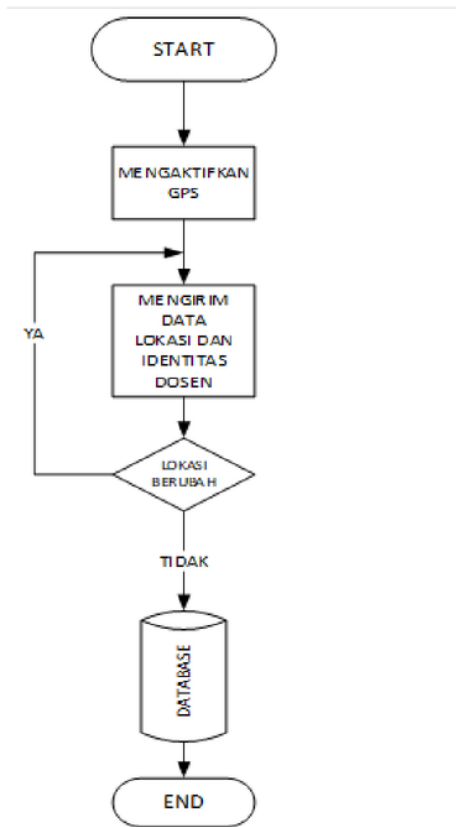 START
MENGAKTIFKAN
GPS
YA
MENGIRIM
DATA
LOKASI DAN
IDENTITAS
DOSEN
LOKASI
BERUBAH
TIDAK
DATABASE
END